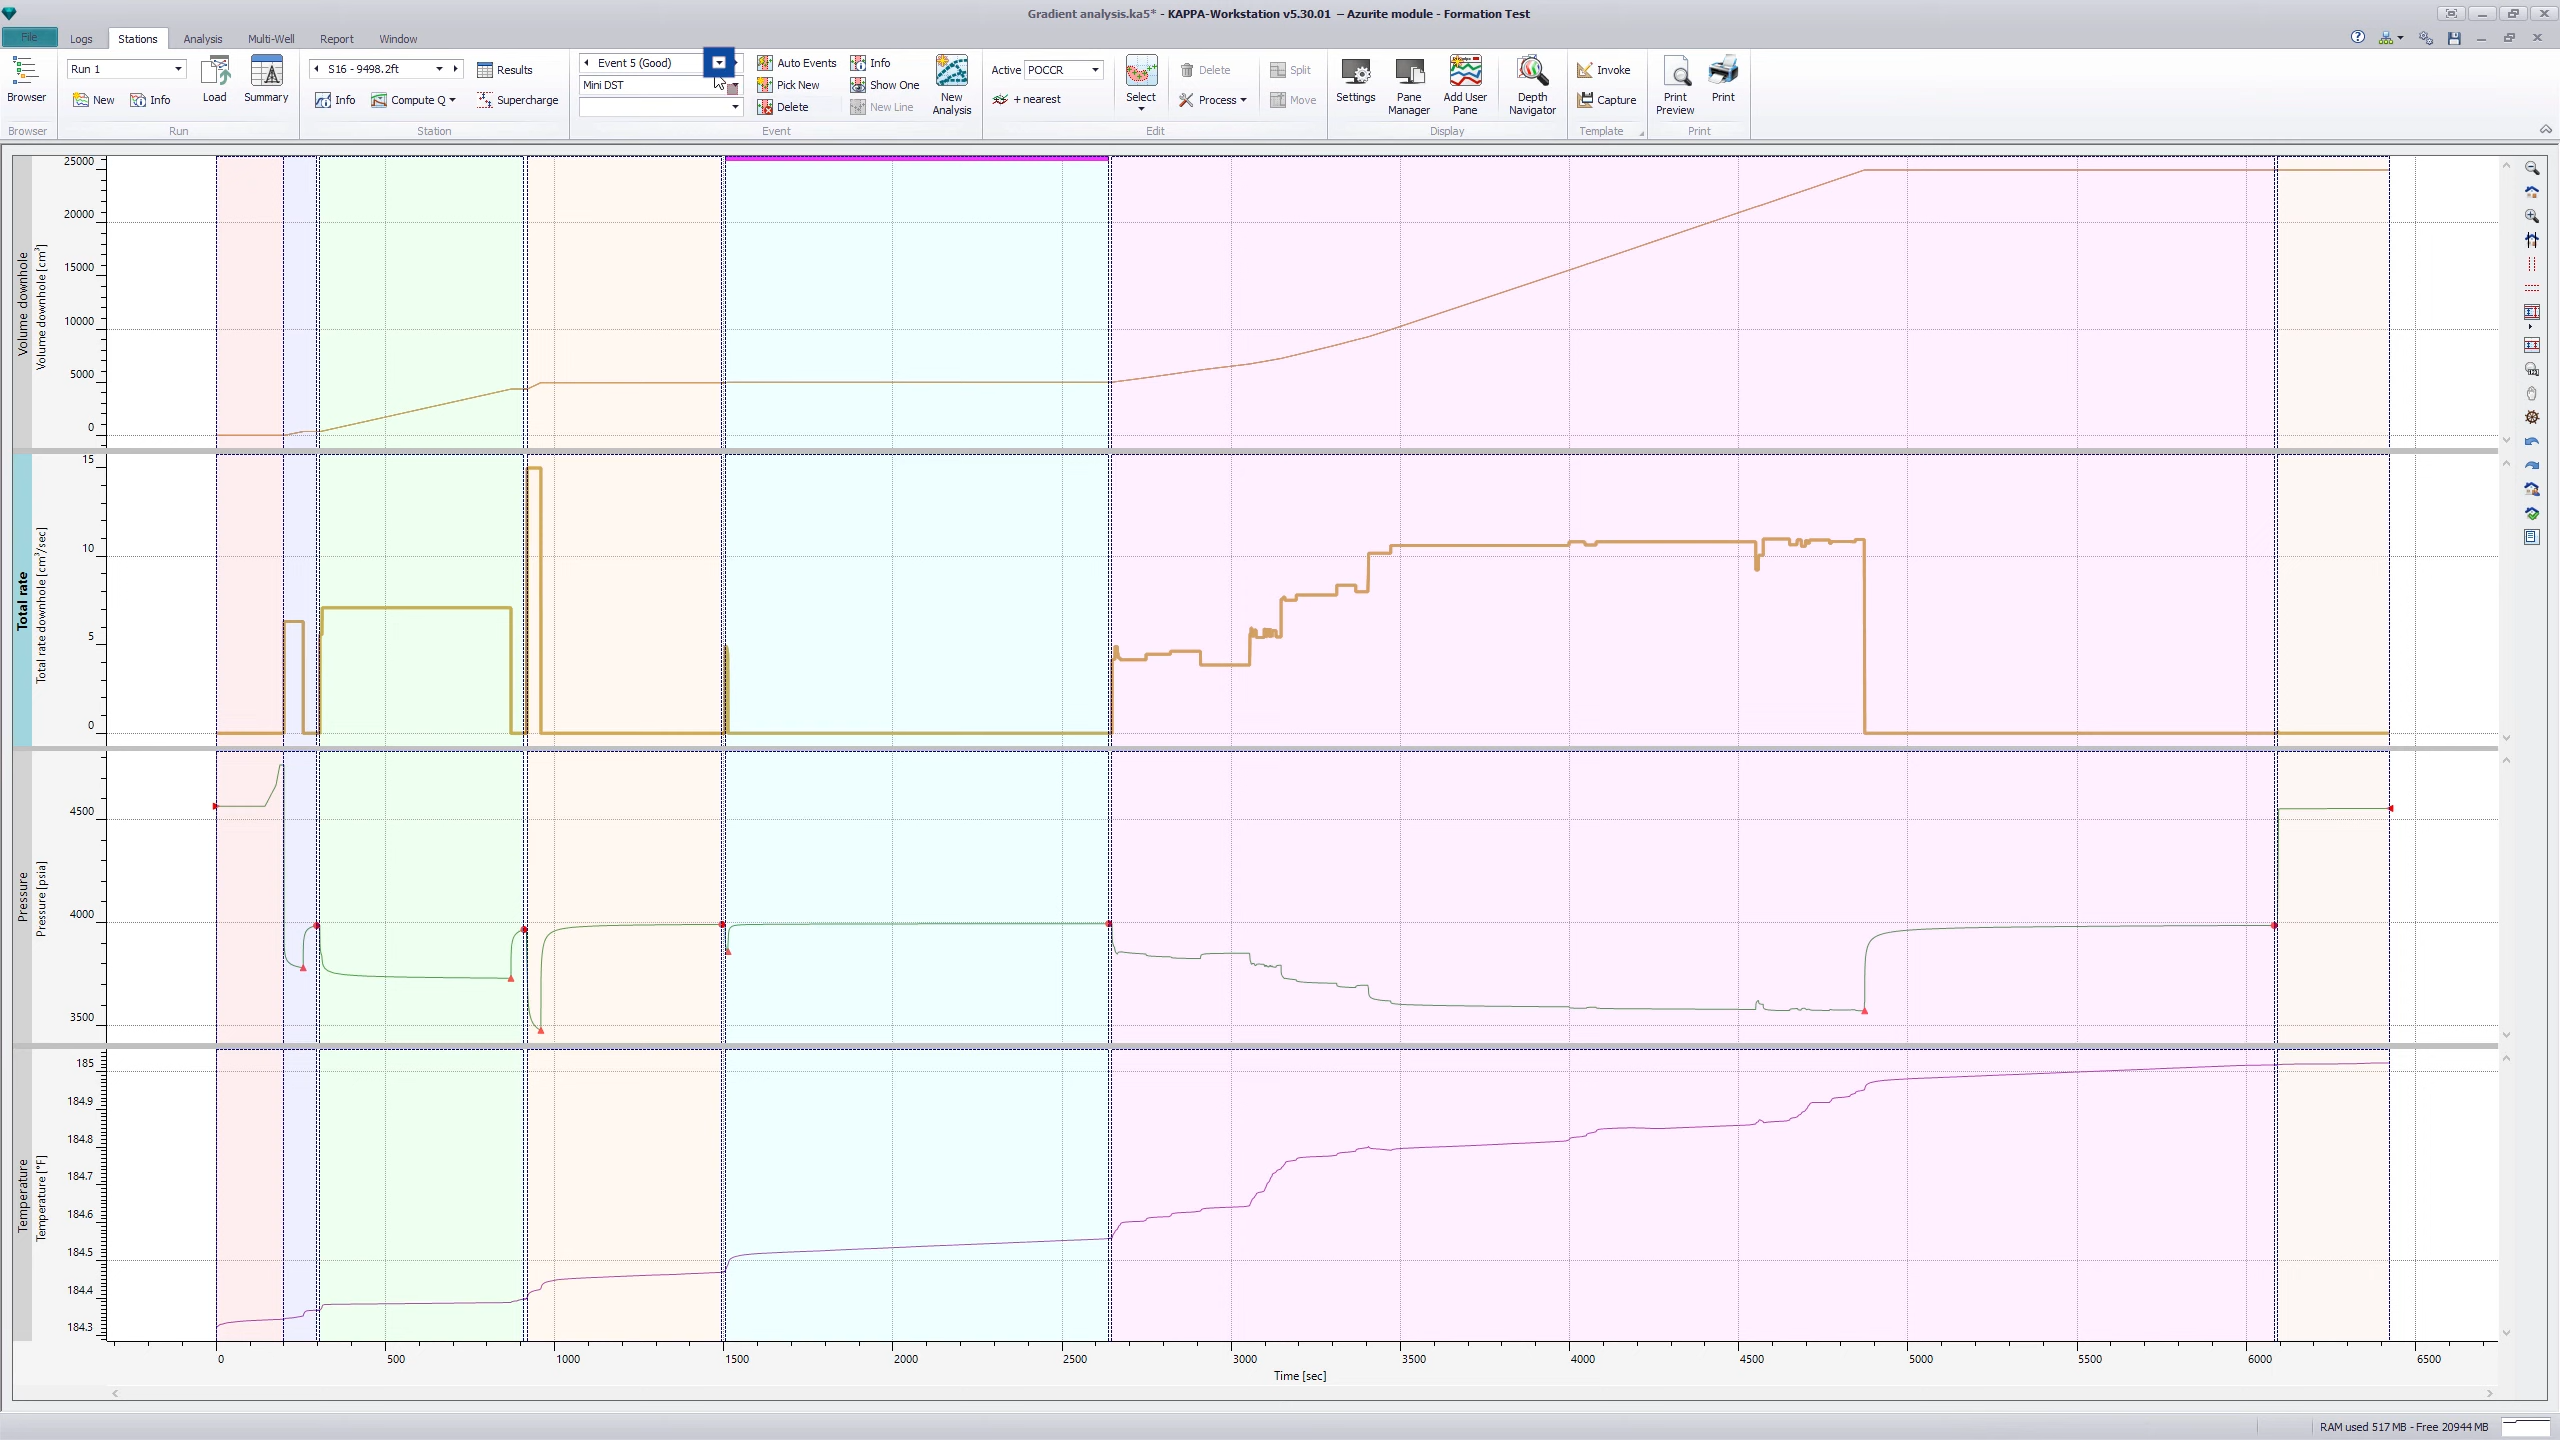 Gradient analysis.ka5* - KAPPA-Workstation v5.30.01 – Azurite module - Formation Test
File Logs Stations Analysis Multi-Well Report Window
Browser
Browser
Run 1
New Info
Load
Summary
Run
S16 - 9498.2ft
Results
Info
Compute Q
Supercharge
Station
Event 5 (Good)
Mini DST
Auto Events
Pick New
Delete
Info
Show One
New Line
New Analysis
Event
Active POCCR
+ nearest
Select
Delete
Process
Split
Move
Edit
Settings
Pane Manager
Add User Pane
Depth Navigator
Display
Invoke
Capture
Template
Print Preview
Print
Print
Volume downhole
Volume downhole [cm³]
25000
20000
15000
10000
5000
0
Total rate
Total rate downhole [cm³/sec]
15
10
5
0
Pressure
Pressure [psia]
4500
4000
3500
Temperature
Temperature [°F]
185
184.9
184.8
184.7
184.6
184.5
184.4
184.3
0 500 1000 1500 2000 2500 3000 3500 4000 4500 5000 5500 6000 6500
Time [sec]
RAM used 517 MB - Free 20944 MB